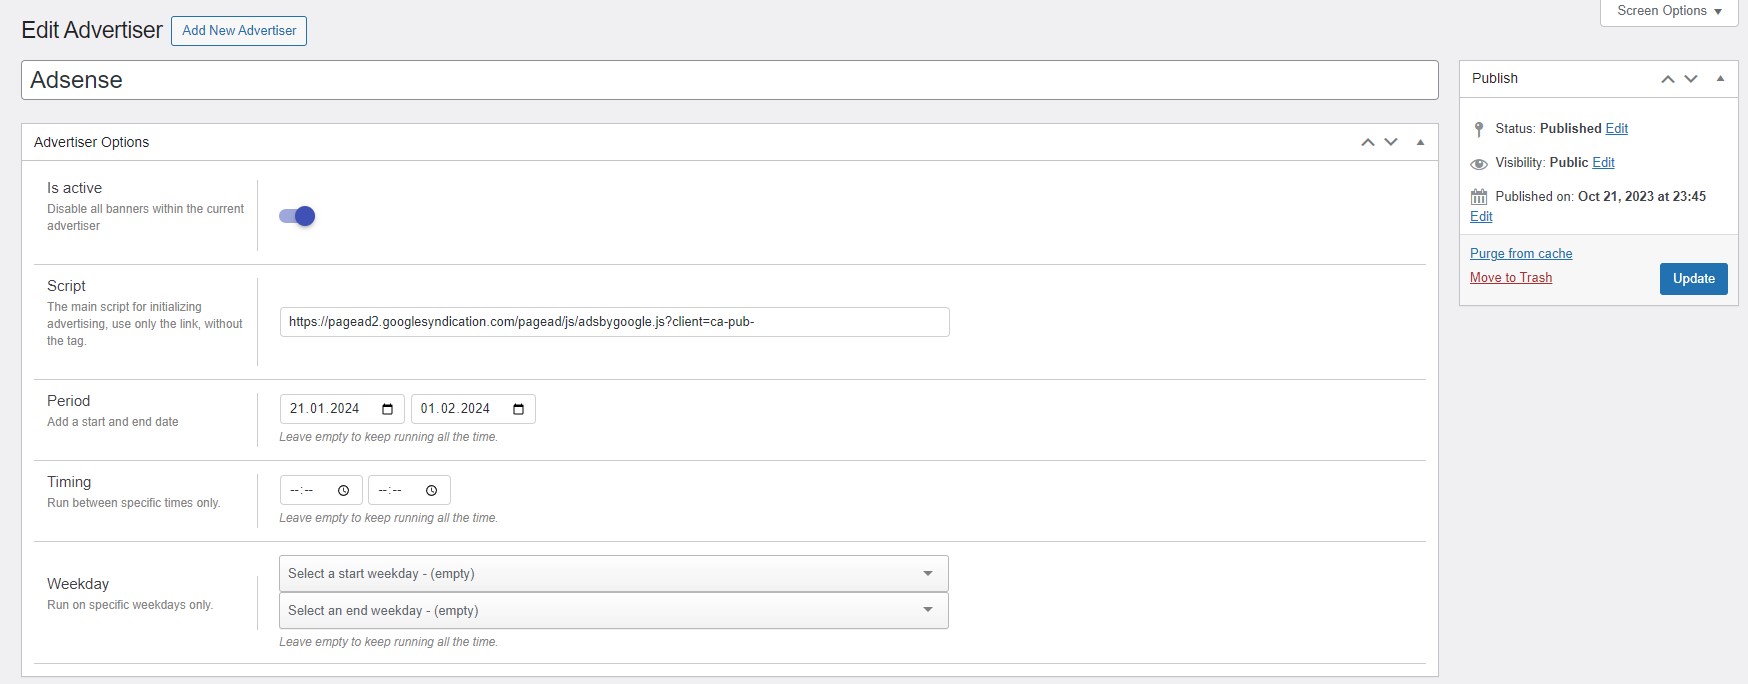 Screen Options
Edit Advertiser
Add New Advertiser
Adsense
Advertiser Options
Is active
Disable all banners within the current
advertiser
Script
The main script for initializing
advertising, use only the link, without
the tag.
https://pagead2.googlesyndication.com/pagead/js/adsbygoogle.js?client=ca-pub-
Period
Add a start and end date
21.01.2024
01.02.2024
Leave empty to keep running all the time.
Timing
Run between specific times only.
--:--
--:--
Leave empty to keep running all the time.
Weekday
Run on specific weekdays only.
Select a start weekday - (empty)
Select an end weekday - (empty)
Leave empty to keep running all the time.
Publish
Status: Published Edit
Visibility: Public Edit
Published on: Oct 21, 2023 at 23:45
Edit
Purge from cache
Move to Trash
Update